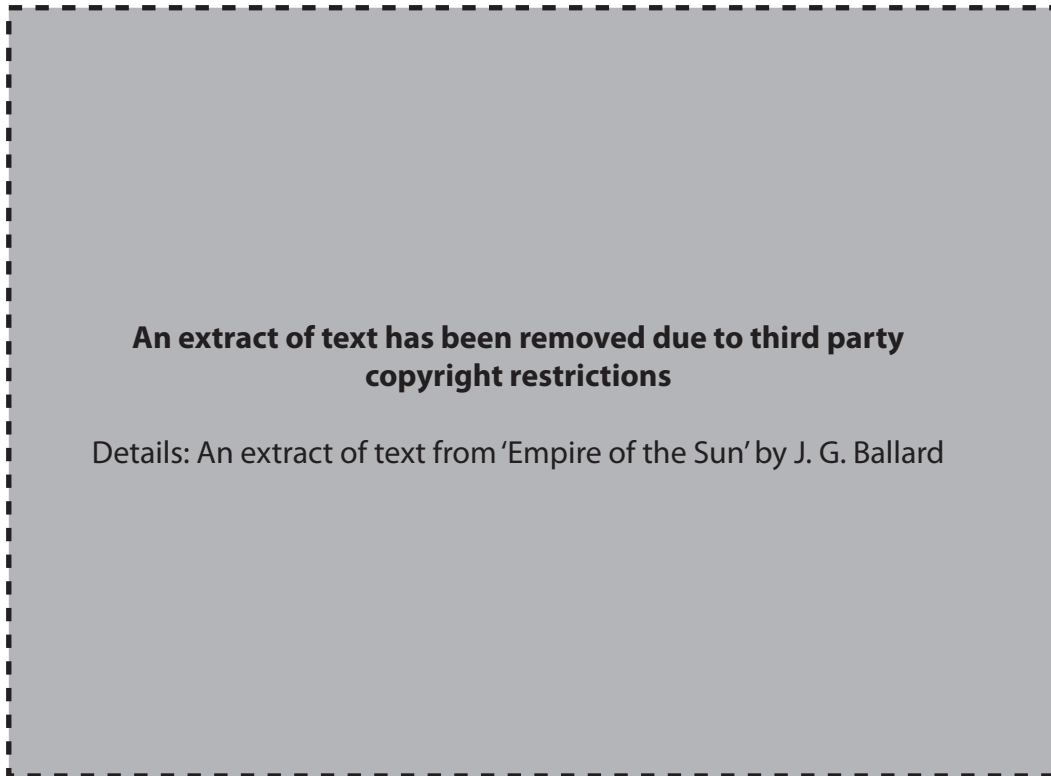 An extract of text has been removed due to third party
copyright restrictions
Details: An extract of text from ‘Empire of the Sun’ by J. G. Ballard